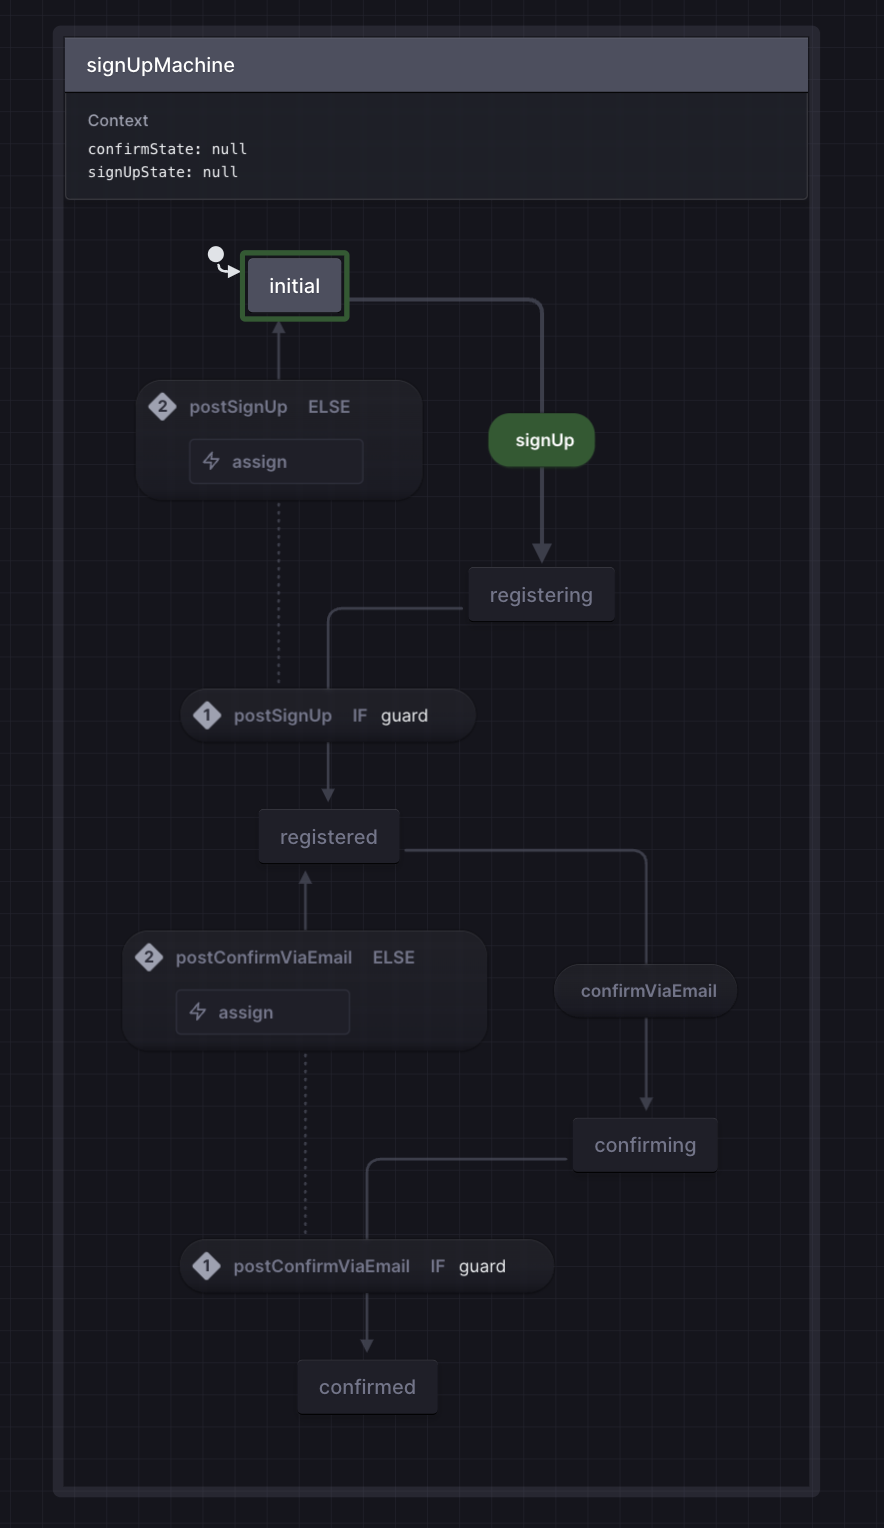 signUpMachine
Context
confirmState: null
signUpState: null
initial
2 postSignUp ELSE
assign
signUp
registering
1 postSignUp IF guard
registered
2 postConfirmViaEmail ELSE
assign
confirmViaEmail
confirming
1 postConfirmViaEmail IF guard
confirmed